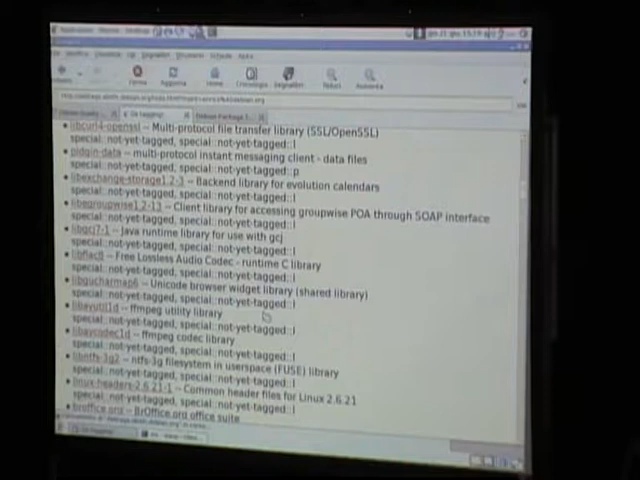 Ferma Aggiorna Home Cronologia Segnalibri Riduci Aumenta
libcurl4-openssl -- Multi-protocol file transfer library (SSL/OpenSSL)
special::not-yet-tagged, special::not-yet-tagged::l
pidgin-data -- multi-protocol instant messaging client - data files
special::not-yet-tagged, special::not-yet-tagged::p
libexchange-storage1.2-3 -- Backend library for evolution calendars
special::not-yet-tagged, special::not-yet-tagged::l
libegroupwise1.2-13 -- Client library for accessing groupwise POA through SOAP interface
special::not-yet-tagged, special::not-yet-tagged::l
libgcj7-1 -- Java runtime library for use with gcj
special::not-yet-tagged, special::not-yet-tagged::l
libflac8 -- Free Lossless Audio Codec - runtime C library
special::not-yet-tagged, special::not-yet-tagged::l
libgucharmap6 -- Unicode browser widget library (shared library)
special::not-yet-tagged, special::not-yet-tagged::l
libavutil1d -- ffmpeg utility library
special::not-yet-tagged, special::not-yet-tagged::l
libavcodec1d -- ffmpeg codec library
special::not-yet-tagged, special::not-yet-tagged::l
libntfs-3g2 -- ntfs-3g filesystem in userspace (FUSE) library
special::not-yet-tagged, special::not-yet-tagged::l
linux-headers-2.6.21-1 -- Common header files for Linux 2.6.21
special::not-yet-tagged, special::not-yet-tagged::l
broffice.org -- BrOffice.org office suite